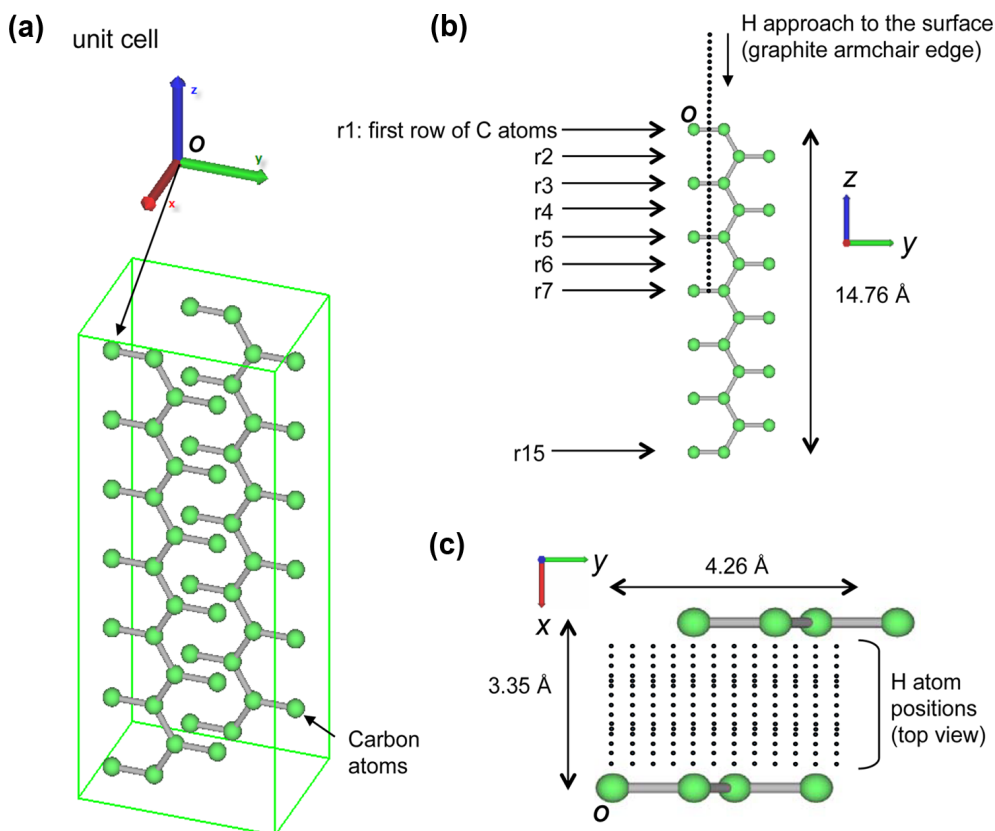 (a)
unit cell
z
O
y
x
Carbon
atoms
(b)
H approach to the surface
(graphite armchair edge)
O
r1: first row of C atoms
r2
r3
r4
r5
r6
r7
r15
z
y
14.76 Å
(c)
y
x
4.26 Å
3.35 Å
H atom
positions
(top view)
O